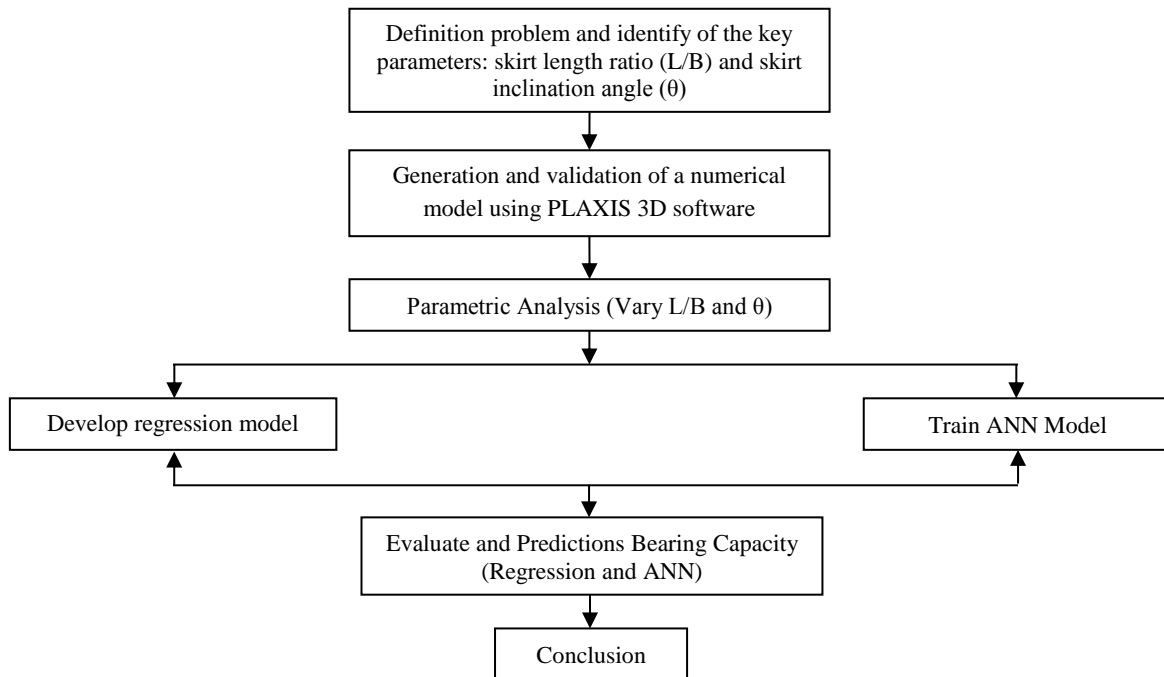 Definition problem and identify of the key
parameters: skirt length ratio (L/B) and skirt
inclination angle (θ)
Generation and validation of a numerical
model using PLAXIS 3D software
Parametric Analysis (Vary L/B and θ)
Develop regression model
Train ANN Model
Evaluate and Predictions Bearing Capacity
(Regression and ANN)
Conclusion